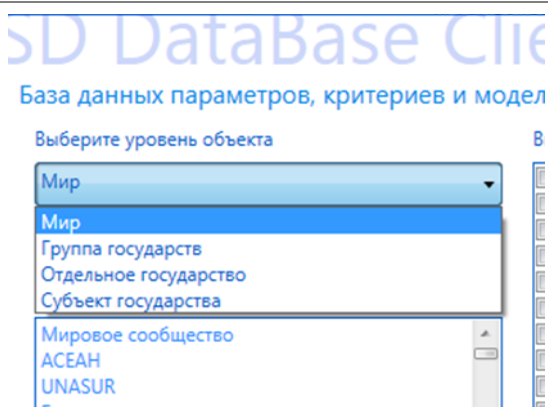 SD DataBase Clie
База данных параметров, критериев и модел
Выберите уровень объекта
В
Мир
Мир
Группа государств
Отдельное государство
Субъект государства
Мировое сообщество
АСЕАН
UNASUR